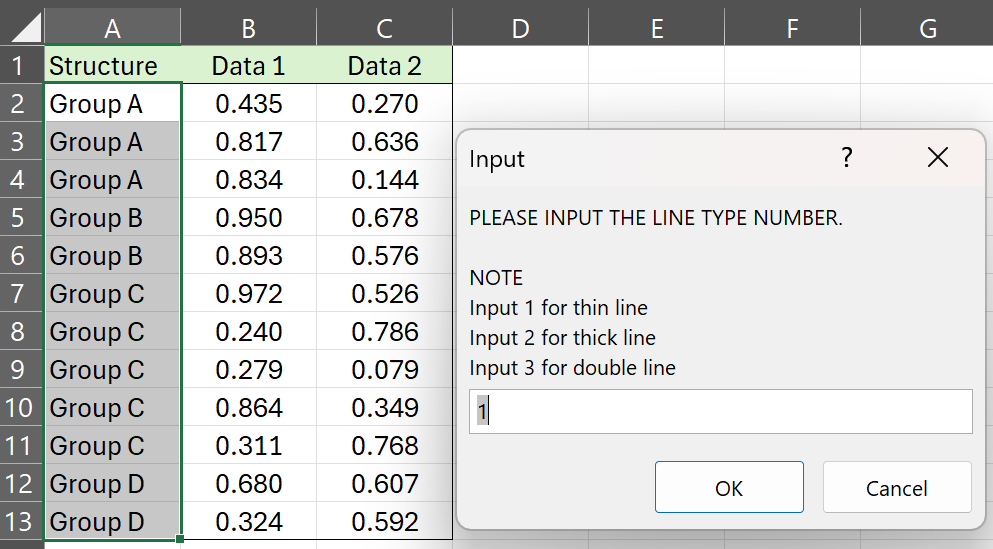 A B C D E F G
1 Structure Data 1 Data 2
2 Group A 0.435 0.270
3 Group A 0.817 0.636
4 Group A 0.834 0.144
5 Group B 0.950 0.678
6 Group B 0.893 0.576
7 Group C 0.972 0.526
8 Group C 0.240 0.786
9 Group C 0.279 0.079
10 Group C 0.864 0.349
11 Group C 0.311 0.768
12 Group D 0.680 0.607
13 Group D 0.324 0.592
Input ?
PLEASE INPUT THE LINE TYPE NUMBER.
NOTE
Input 1 for thin line
Input 2 for thick line
Input 3 for double line
1
OK Cancel